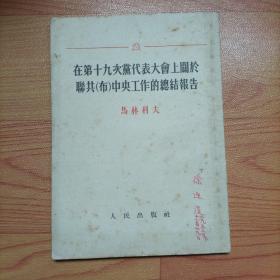 在第十九次黨代表大會上關於
聯共(布)中央工作的總結報告
馬林科夫
人民出版社